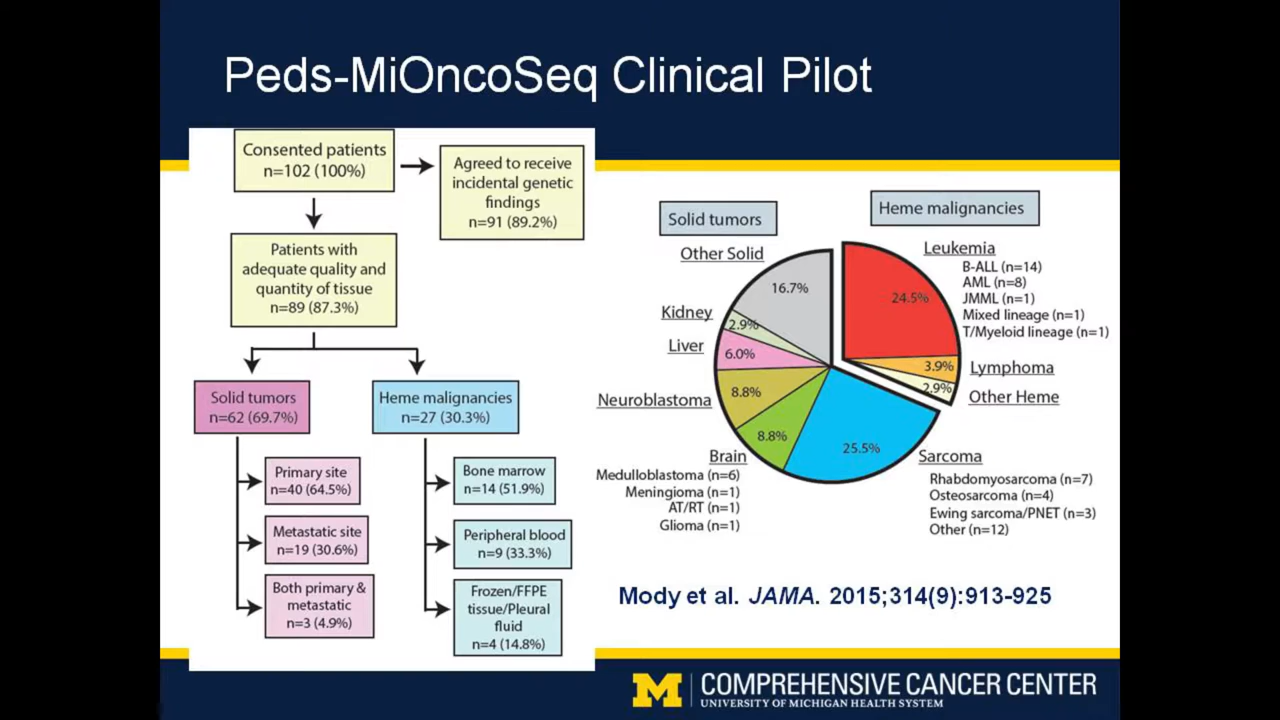 Peds-MiOncoSeq Clinical Pilot
Consented patients
n=102 (100%)
Agreed to receive
incidental genetic
findings
n=91 (89.2%)
Patients with
adequate quality and
quantity of tissue
n=89 (87.3%)
Solid tumors
n=62 (69.7%)
Heme malignancies
n=27 (30.3%)
Primary site
n=40 (64.5%)
Metastatic site
n=19 (30.6%)
Both primary &
metastatic
n=3 (4.9%)
Bone marrow
n=14 (51.9%)
Peripheral blood
n=9 (33.3%)
Frozen/FFPE
tissue/Pleural
fluid
n=4 (14.8%)
Solid tumors
Heme malignancies
Other Solid
16.7%
Kidney
2.9%
Liver
6.0%
Neuroblastoma
8.8%
Brain
8.8%
Medulloblastoma (n=6)
Meningioma (n=1)
AT/RT (n=1)
Glioma (n=1)
Leukemia
24.5%
B-ALL (n=14)
AML (n=8)
JMML (n=1)
Mixed lineage (n=1)
T/Myeloid lineage (n=1)
3.9%
Lymphoma
2.9%
Other Heme
25.5%
Sarcoma
Rhabdomyosarcoma (n=7)
Osteosarcoma (n=4)
Ewing sarcoma/PNET (n=3)
Other (n=12)
Mody et al. JAMA. 2015;314(9):913-925
M
COMPREHENSIVE CANCER CENTER
UNIVERSITY OF MICHIGAN HEALTH SYSTEM